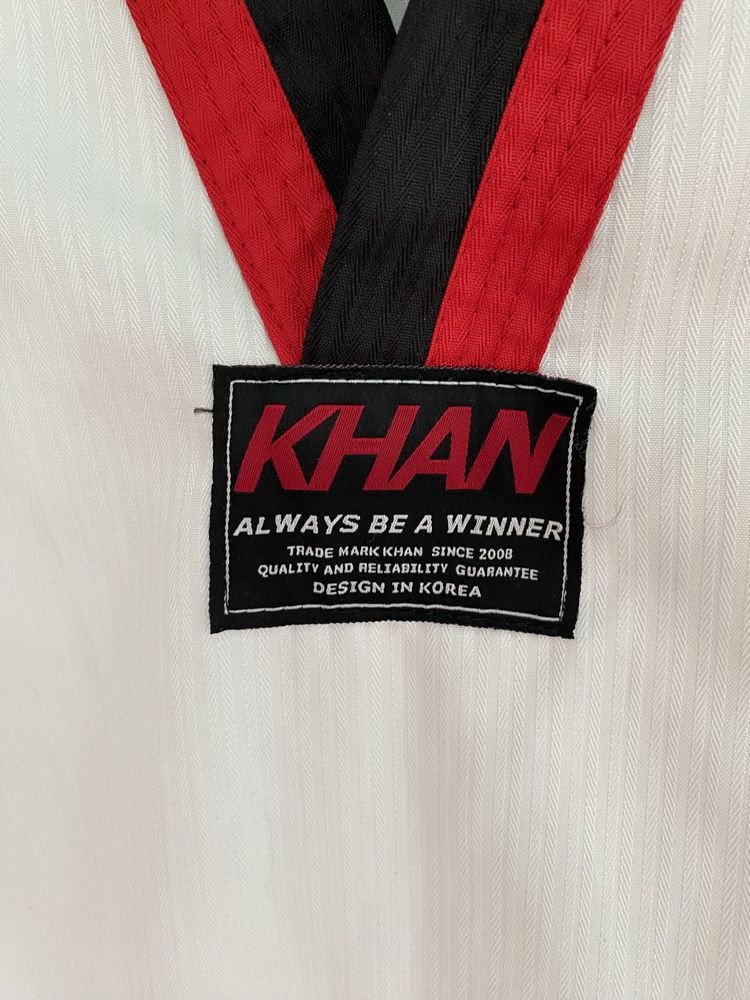 KHAN
ALWAYS BE A WINNER
TRADE MARK KHAN SINCE 2008
QUALITY AND RELIABILITY GUARANTEE
DESIGN IN KOREA